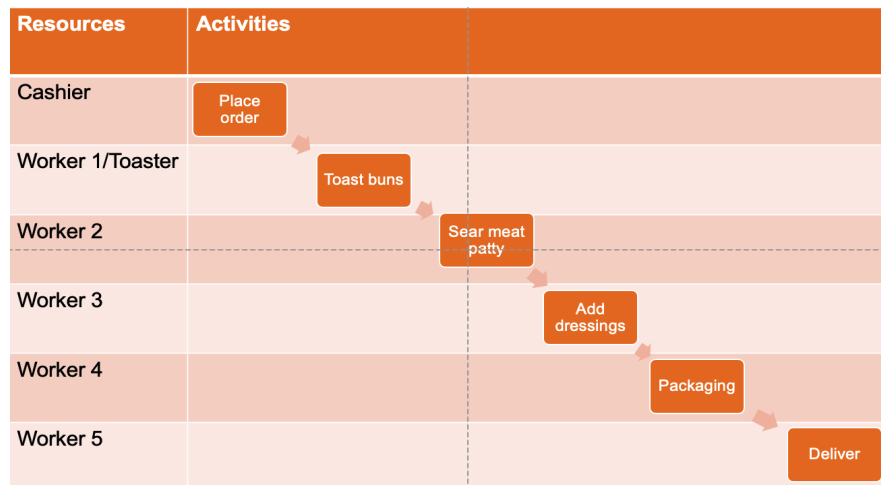 Resources Activities
Cashier
Place
order
Worker 1/Toaster
Toast buns
Worker 2
Sear meat
patty
Worker 3
Add
dressings
Worker 4
Packaging
Worker 5
Deliver